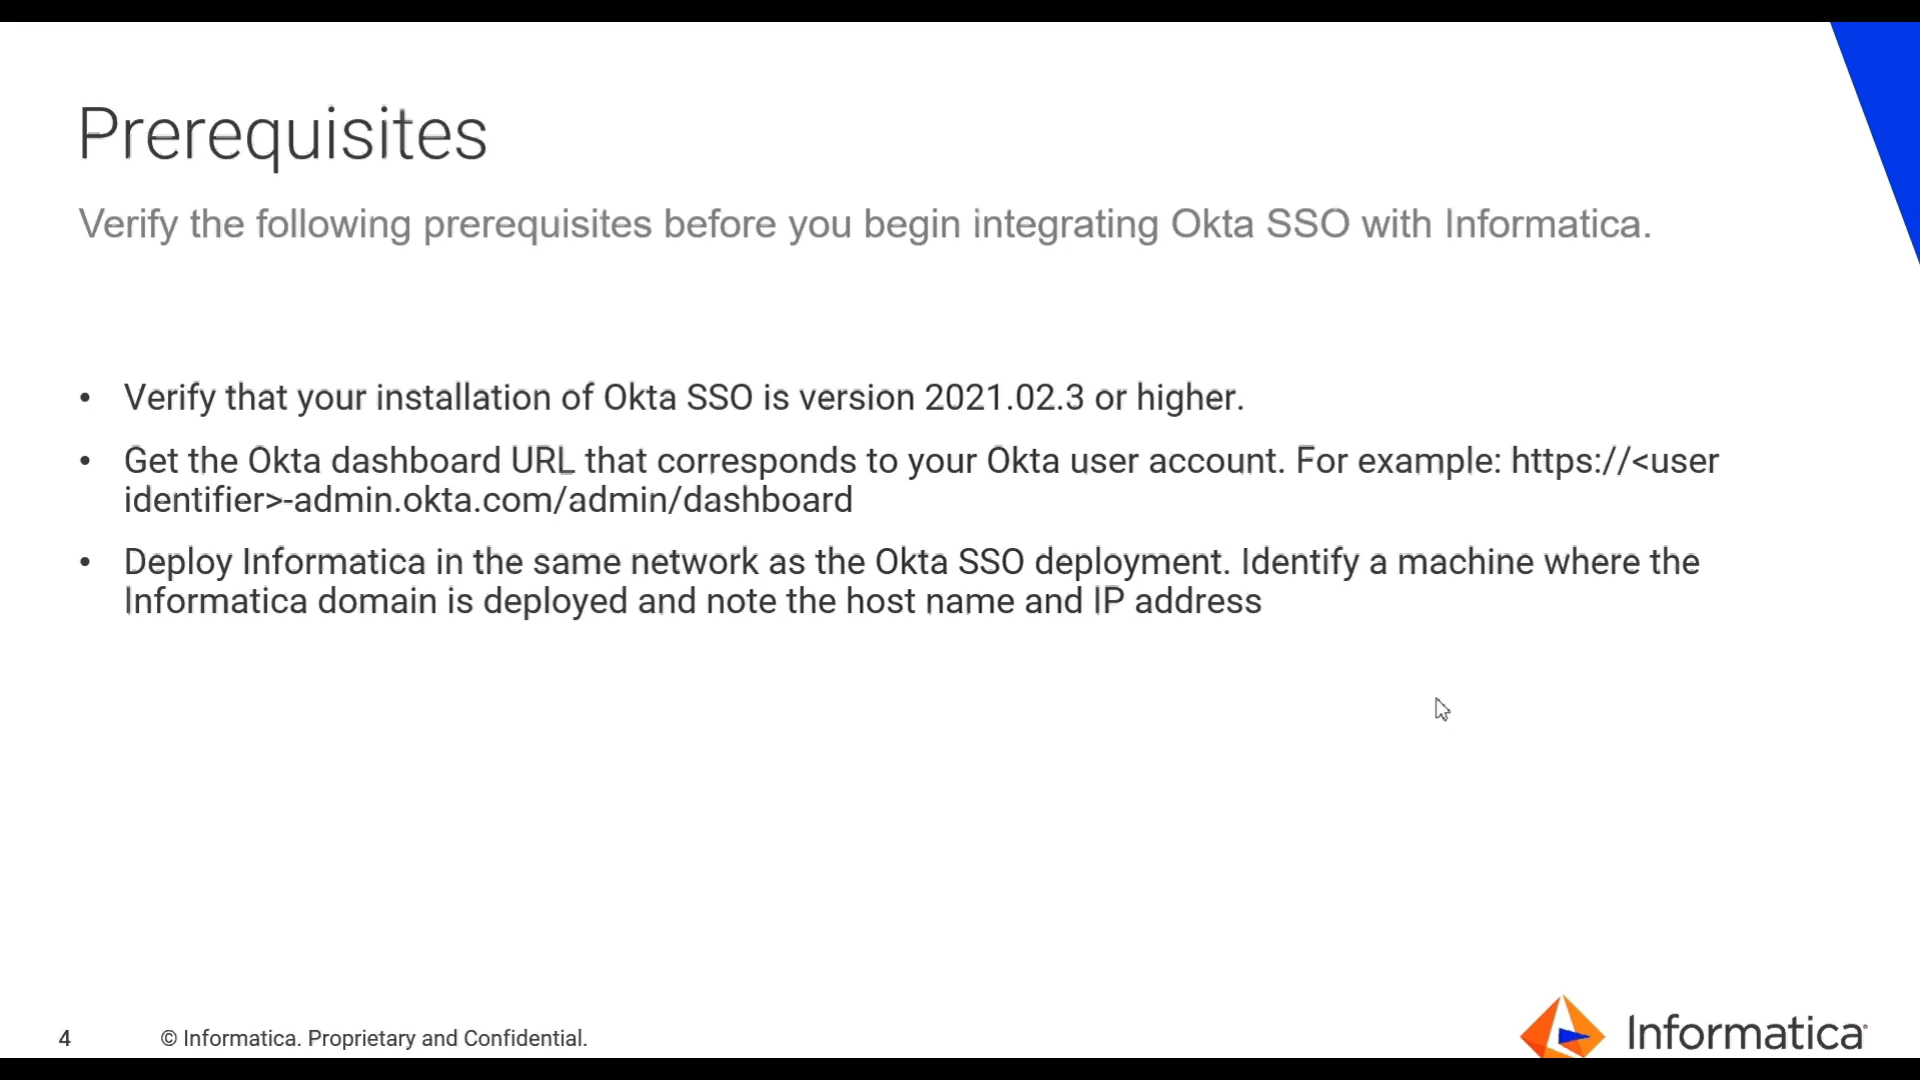 Prerequisites
Verify the following prerequisites before you begin integrating Okta SSO with Informatica.
• Verify that your installation of Okta SSO is version 2021.02.3 or higher.
• Get the Okta dashboard URL that corresponds to your Okta user account. For example: https://<user
identifier>-admin.okta.com/admin/dashboard
• Deploy Informatica in the same network as the Okta SSO deployment. Identify a machine where the
Informatica domain is deployed and note the host name and IP address
4 © Informatica. Proprietary and Confidential.
Informatica